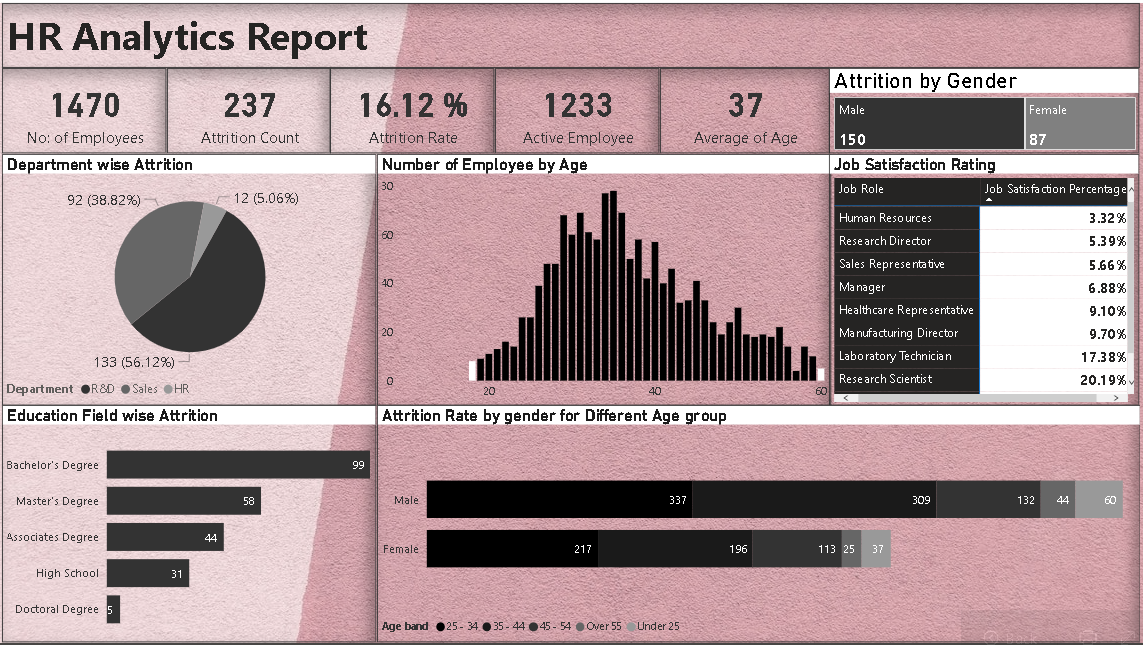 HR Analytics Report
1470
No: of Employees
237
Attrition Count
16.12 %
Attrition Rate
1233
Active Employee
37
Average of Age
Attrition by Gender
Male
150
Female
87
Department wise Attrition
92 (38.82%)
12 (5.06%)
133 (56.12%)
Department R&D Sales HR
Number of Employee by Age
80
60
40
20
0
20 40 60
Job Satisfaction Rating
Job Role Job Satisfaction Percentage
Human Resources 3.32%
Research Director 5.39%
Sales Representative 5.66%
Manager 6.88%
Healthcare Representative 9.10%
Manufacturing Director 9.70%
Laboratory Technician 17.38%
Research Scientist 20.19%
Education Field wise Attrition
Bachelor's Degree 99
Master's Degree 58
Associates Degree 44
High School 31
Doctoral Degree 5
Attrition Rate by gender for Different Age group
Male 337 309 132 44 60
Female 217 196 113 25 37
Age band 25 - 34 35 - 44 45 - 54 Over 55 Under 25